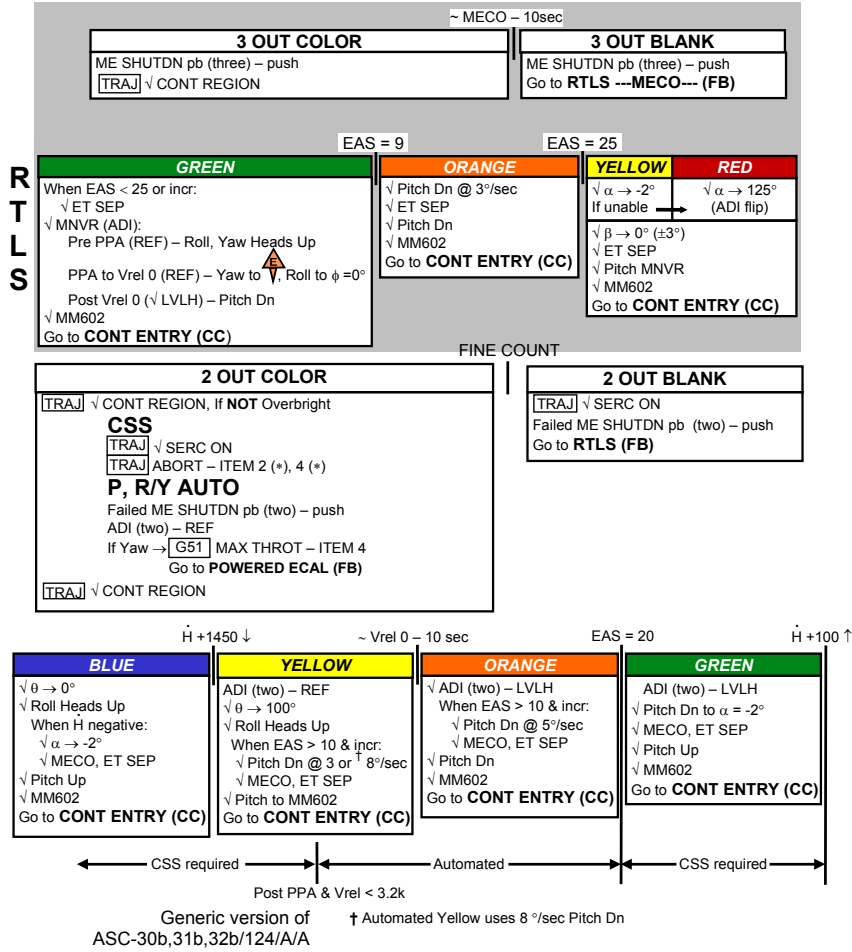 ~ MECO – 10sec
3 OUT COLOR
ME SHUTDN pb (three) – push
TRAJ √ CONT REGION
3 OUT BLANK
ME SHUTDN pb (three) – push
Go to RTLS ---MECO--- (FB)
RTLS
EAS = 9
EAS = 25
GREEN
When EAS < 25 or incr:
√ ET SEP
√ MNVR (ADI):
Pre PPA (REF) – Roll, Yaw Heads Up
PPA to Vrel 0 (REF) – Yaw to E, Roll to ϕ =0°
Post Vrel 0 (√ LVLH) – Pitch Dn
√ MM602
Go to CONT ENTRY (CC)
ORANGE
√ Pitch Dn @ 3°/sec
√ ET SEP
√ Pitch Dn
√ MM602
Go to CONT ENTRY (CC)
YELLOW
RED
√ α → -2°
If unable
√ α → 125°
(ADI flip)
√ β → 0° (±3°)
√ ET SEP
√ Pitch MNVR
√ MM602
Go to CONT ENTRY (CC)
FINE COUNT
2 OUT COLOR
TRAJ √ CONT REGION, If NOT Overbright
CSS
TRAJ √ SERC ON
TRAJ ABORT – ITEM 2 (∗), 4 (∗)
P, R/Y AUTO
Failed ME SHUTDN pb (two) – push
ADI (two) – REF
If Yaw → G51 MAX THROT – ITEM 4
Go to POWERED ECAL (FB)
TRAJ √ CONT REGION
2 OUT BLANK
TRAJ √ SERC ON
Failed ME SHUTDN pb (two) – push
Go to RTLS (FB)
Ḣ +1450 ↓
~ Vrel 0 – 10 sec
EAS = 20
Ḣ +100 ↑
BLUE
√ θ → 0°
√ Roll Heads Up
When Ḣ negative:
√ α → -2°
√ MECO, ET SEP
√ Pitch Up
√ MM602
Go to CONT ENTRY (CC)
YELLOW
ADI (two) – REF
√ θ → 100°
√ Roll Heads Up
When EAS > 10 & incr:
√ Pitch Dn @ 3 or † 8°/sec
√ MECO, ET SEP
√ Pitch to MM602
Go to CONT ENTRY (CC)
ORANGE
√ ADI (two) – LVLH
When EAS > 10 & incr:
√ Pitch Dn @ 5°/sec
√ MECO, ET SEP
√ Pitch Dn
√ MM602
Go to CONT ENTRY (CC)
GREEN
ADI (two) – LVLH
√ Pitch Dn to α = -2°
√ MECO, ET SEP
√ Pitch Up
√ MM602
Go to CONT ENTRY (CC)
CSS required
Automated
CSS required
Post PPA & Vrel < 3.2k
Generic version of
ASC-30b,31b,32b/124/A/A
† Automated Yellow uses 8 °/sec Pitch Dn